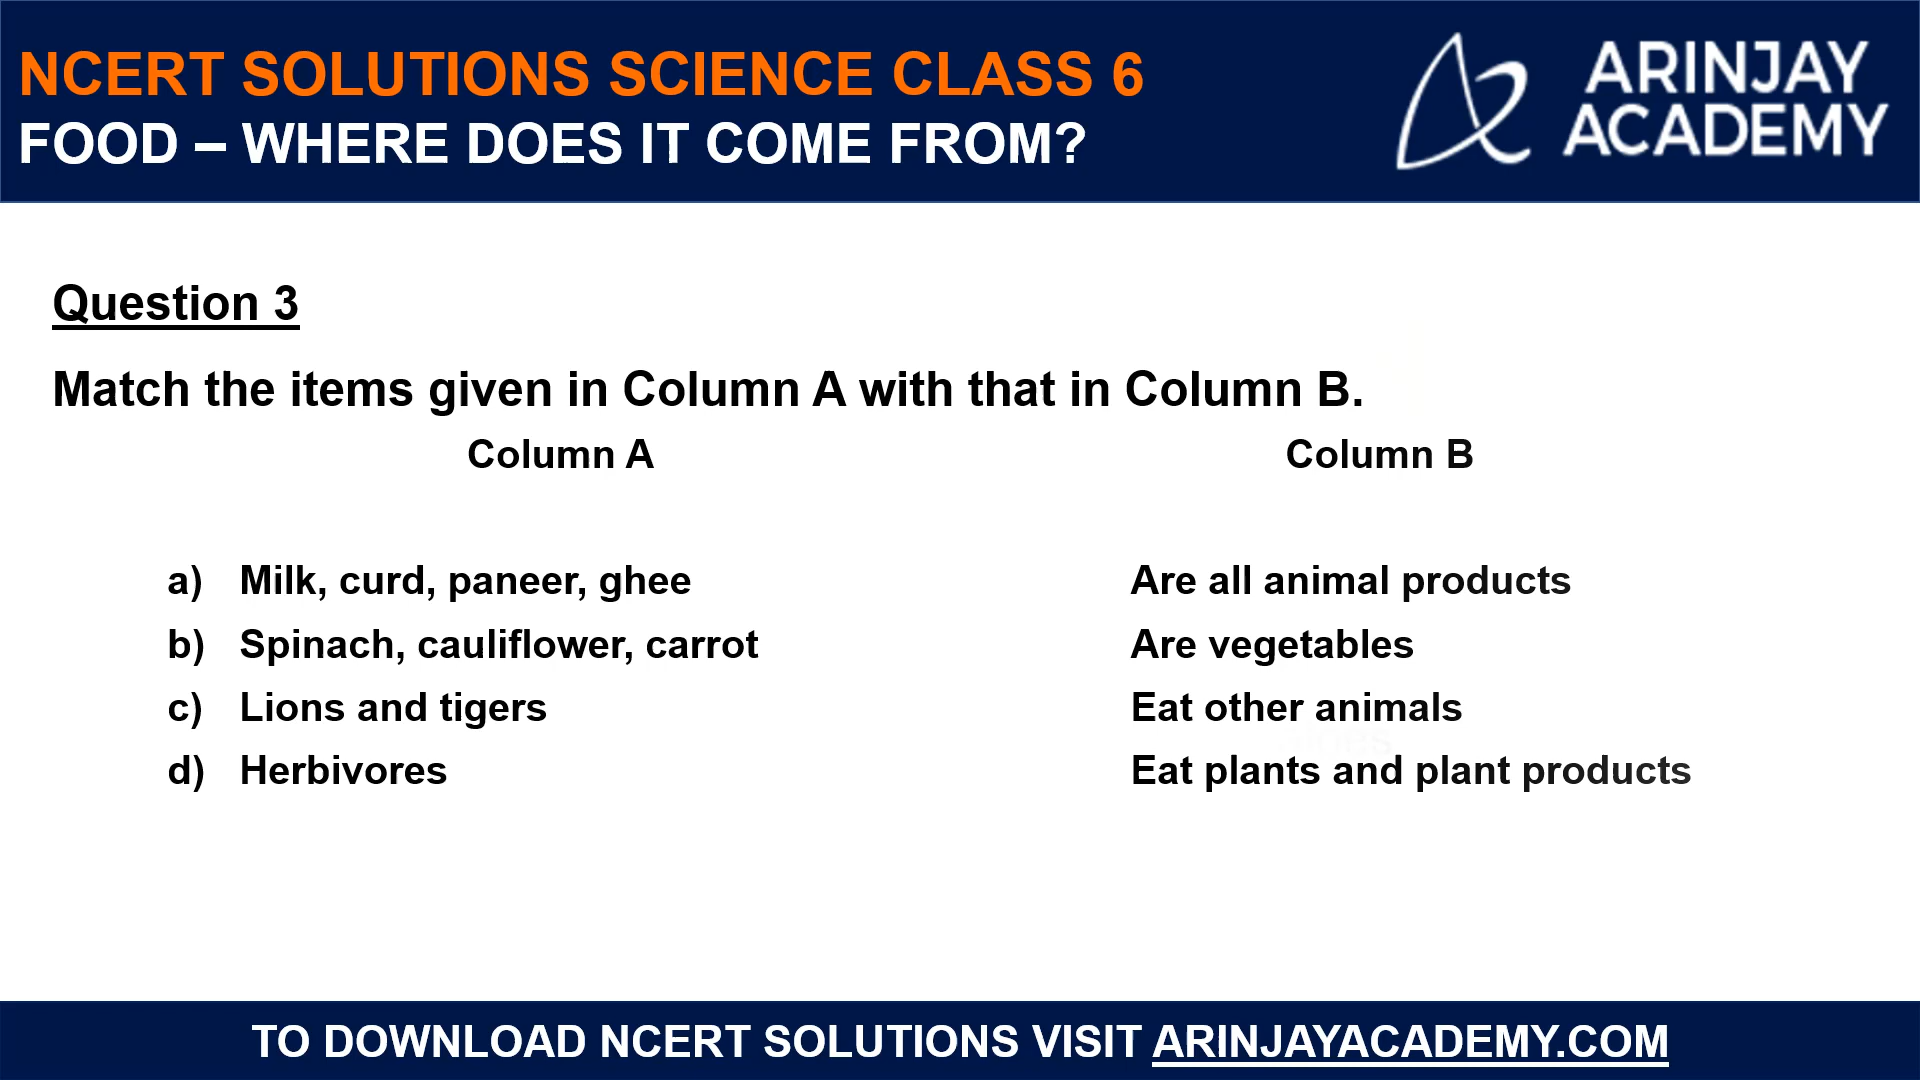 NCERT SOLUTIONS SCIENCE CLASS 6
FOOD – WHERE DOES IT COME FROM?
ARINJAY
ACADEMY
Question 3
Match the items given in Column A with that in Column B.
Column A Column B
a) Milk, curd, paneer, ghee Are all animal products
b) Spinach, cauliflower, carrot Are vegetables
c) Lions and tigers Eat other animals
d) Herbivores Eat plants and plant products
TO DOWNLOAD NCERT SOLUTIONS VISIT ARINJAYACADEMY.COM